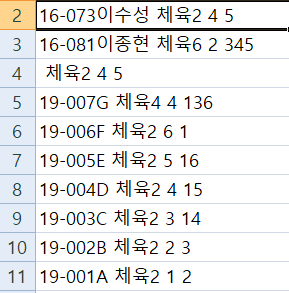 2 16-073이수성 체육2 4 5
3 16-081이종현 체육6 2 345
4 체육2 4 5
5 19-007G 체육4 4 136
6 19-006F 체육2 6 1
7 19-005E 체육2 5 16
8 19-004D 체육2 4 15
9 19-003C 체육2 3 14
10 19-002B 체육2 2 3
11 19-001A 체육2 1 2